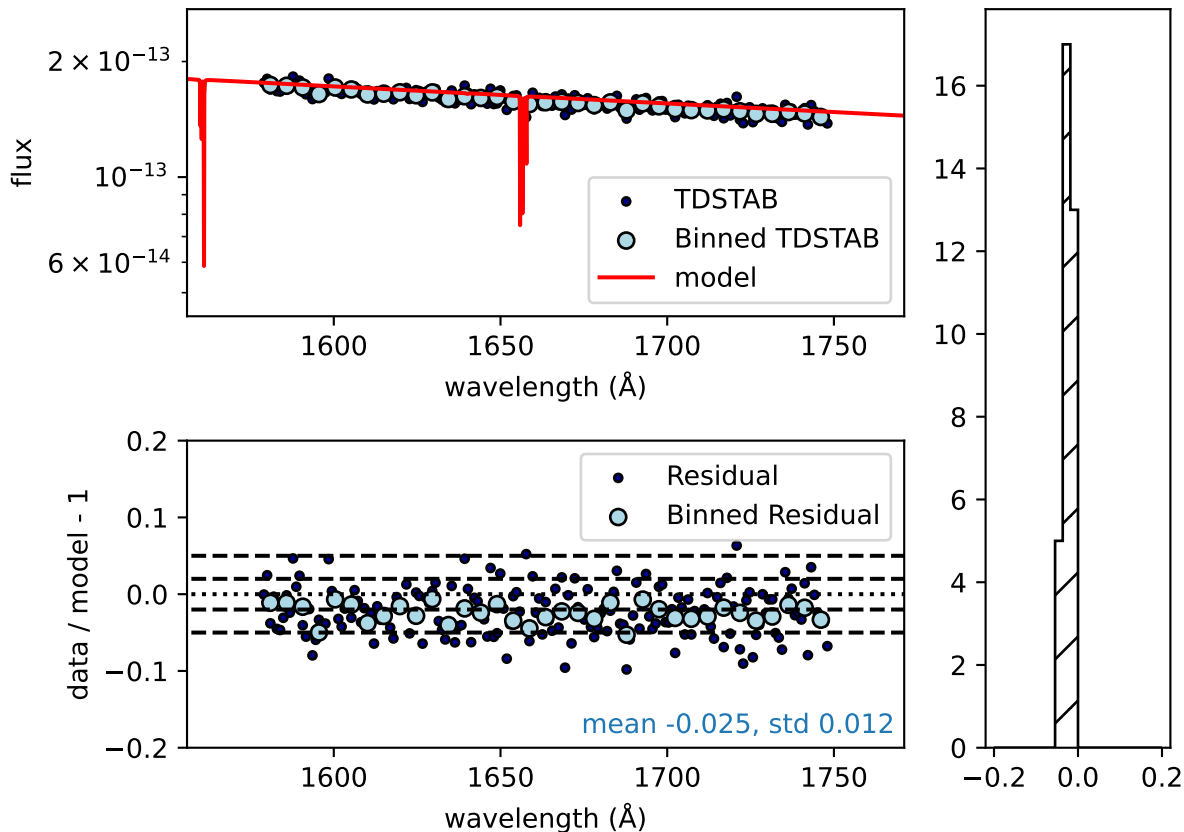 2 × 10−13
10−13
6 × 10−14
flux
TDSTAB
Binned TDSTAB
model
1600 1650 1700 1750
wavelength (Å)
0.2
0.1
0.0
−0.1
−0.2
data / model - 1
Residual
Binned Residual
mean -0.025, std 0.012
1600 1650 1700 1750
wavelength (Å)
16
14
12
10
8
6
4
2
0
−0.2 0.0 0.2